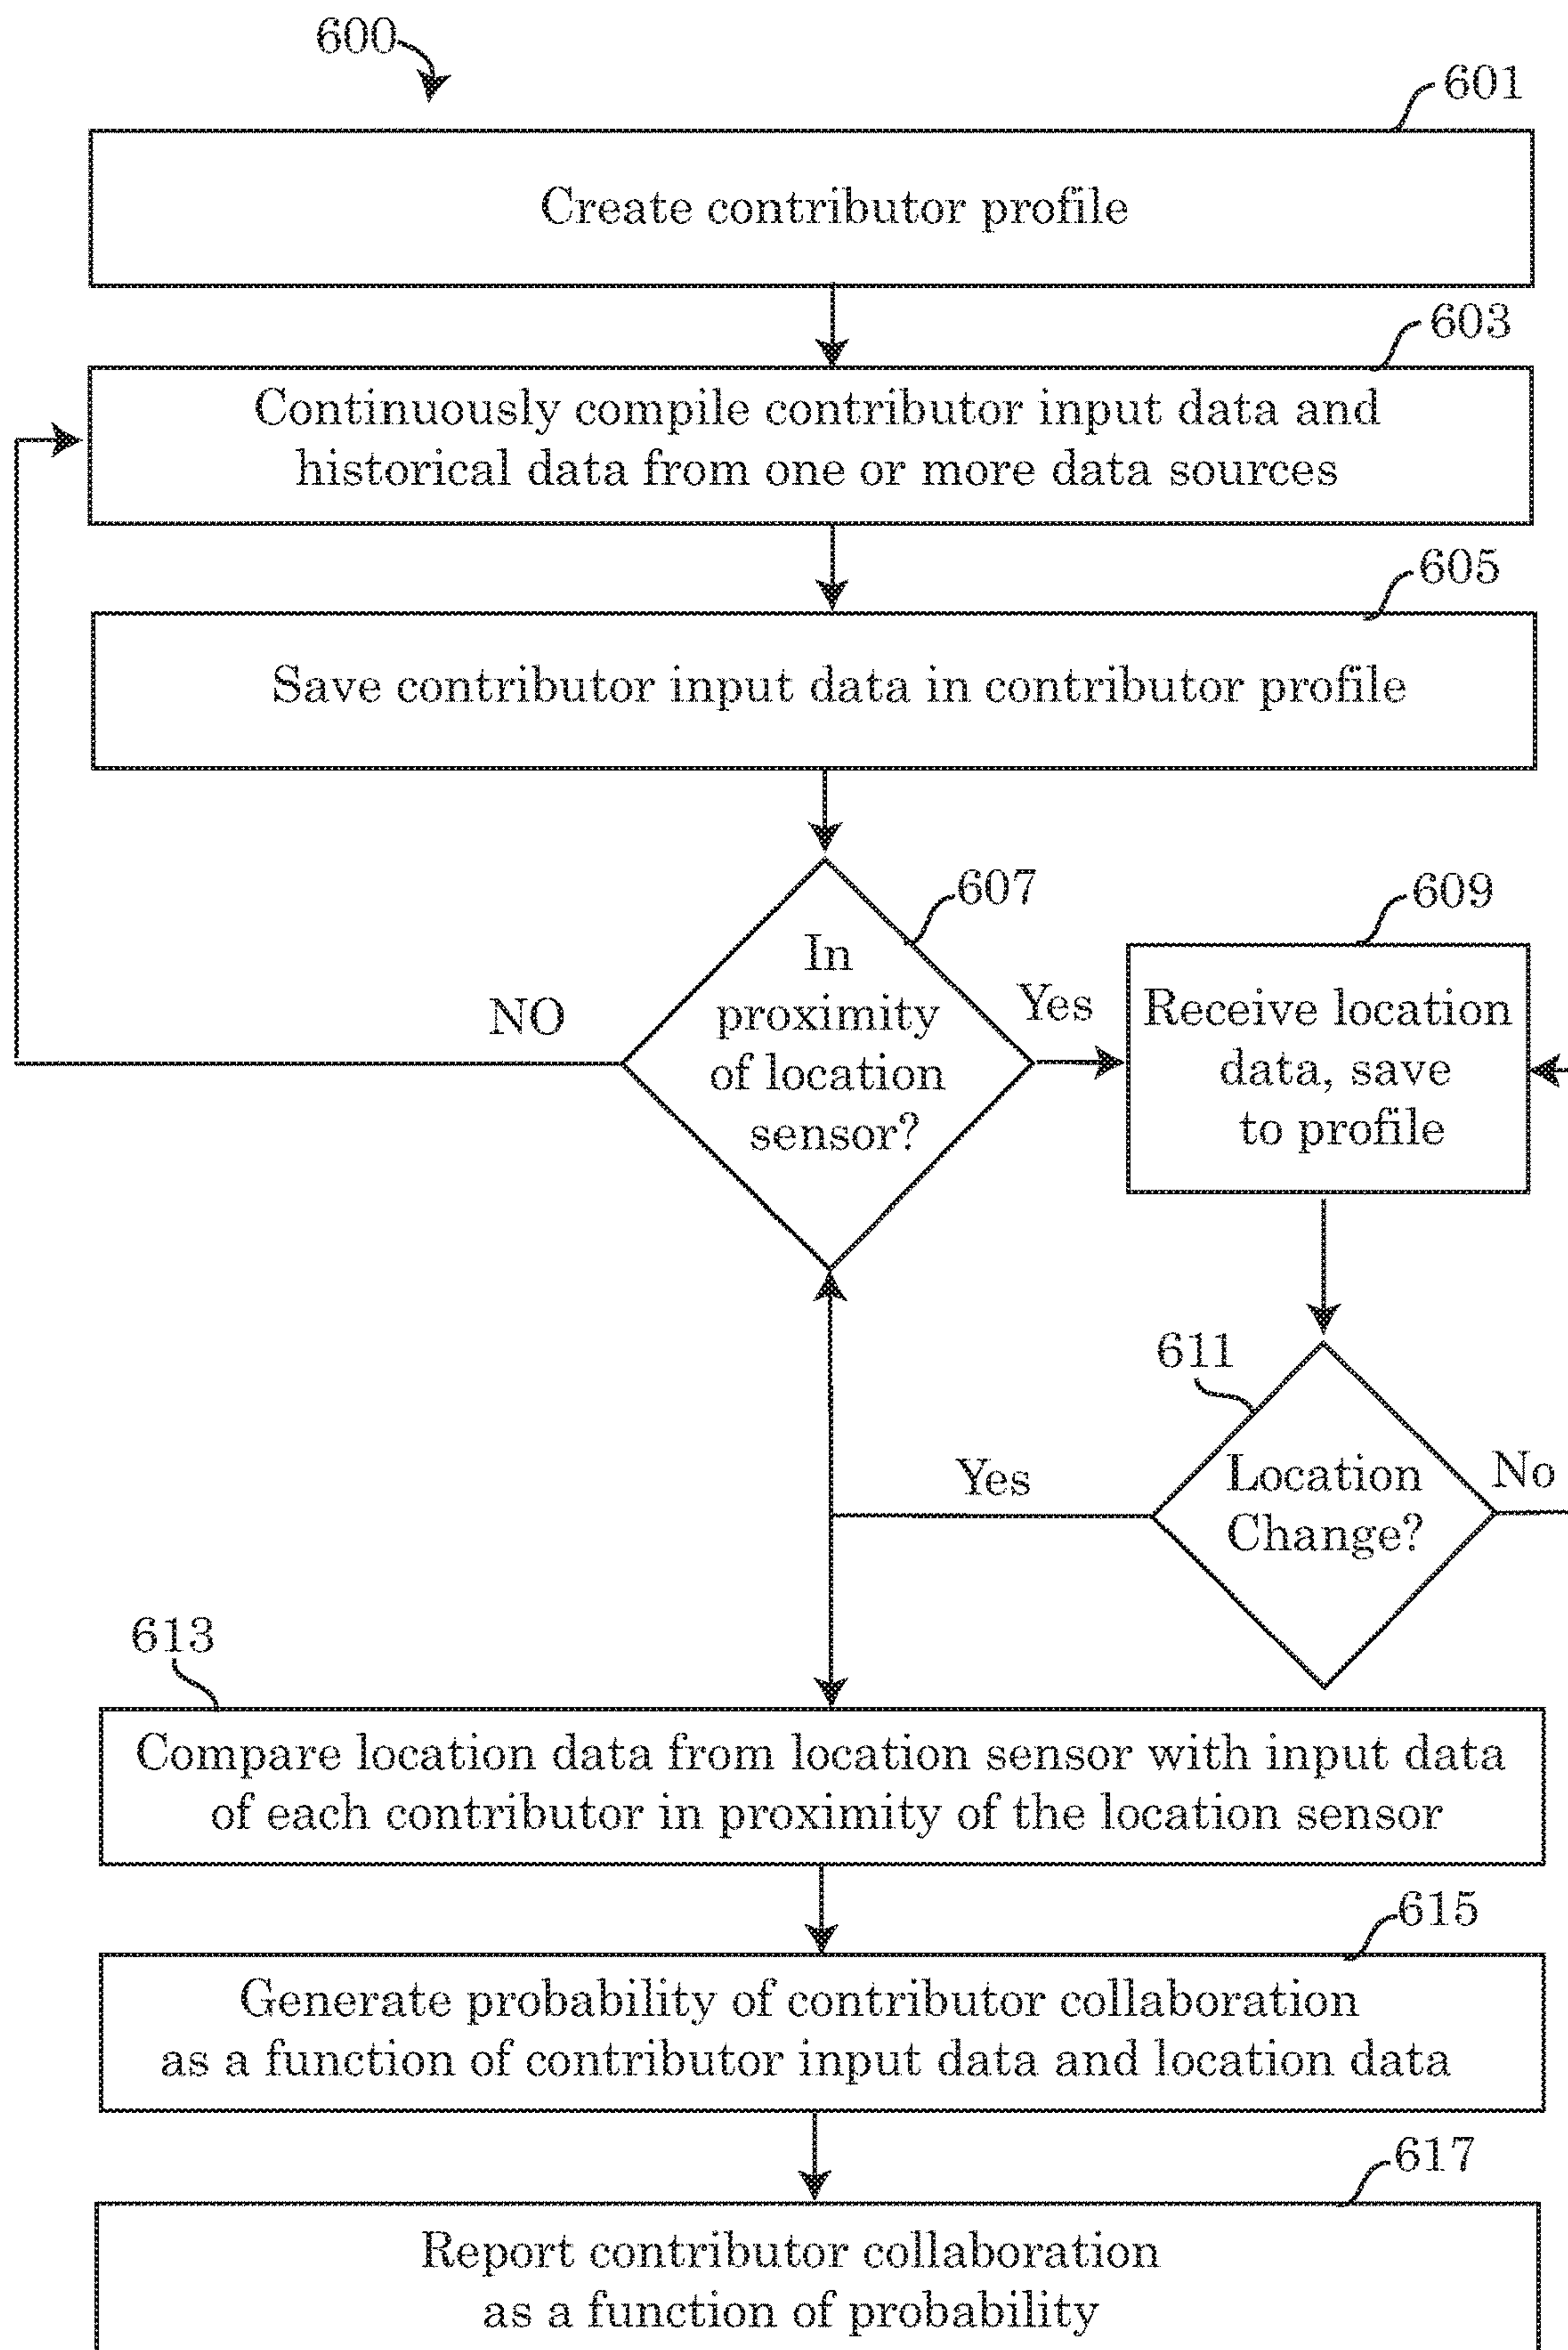 600
601
Create contributor profile
603
Continuously compile contributor input data and
historical data from one or more data sources
605
Save contributor input data in contributor profile
607
In
proximity
of location
sensor?
NO
Yes
609
Receive location
data, save
to profile
611
Location
Change?
Yes
No
613
Compare location data from location sensor with input data
of each contributor in proximity of the location sensor
615
Generate probability of contributor collaboration
as a function of contributor input data and location data
617
Report contributor collaboration
as a function of probability